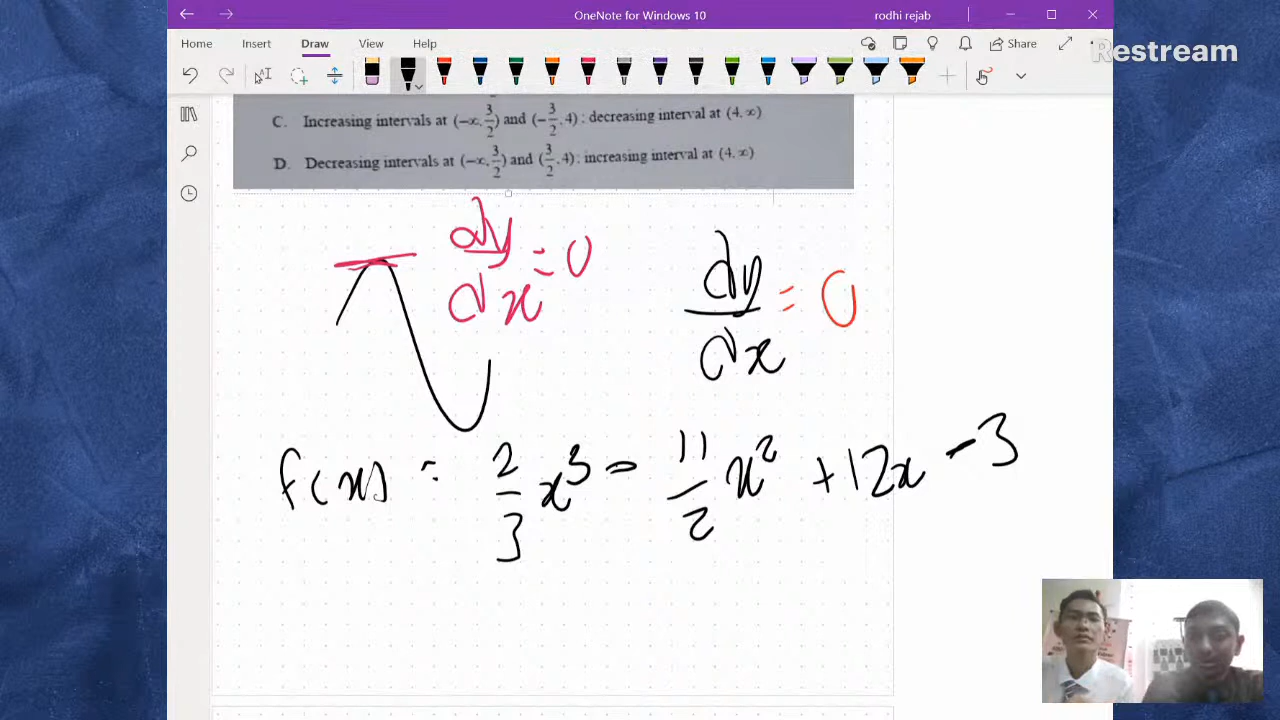 OneNote for Windows 10
rodhi rejab
Home Insert Draw View Help
Share
Restream
C. Increasing intervals at (−∞, 3/2) and (−3/2, 4) : decreasing interval at (4, ∞)
D. Decreasing intervals at (−∞, 3/2) and (3/2, 4) : increasing interval at (4, ∞)
dy/dx = 0
dy/dx = 0
f(x) = 2/3 x³ − 11/2 x² + 12x − 3